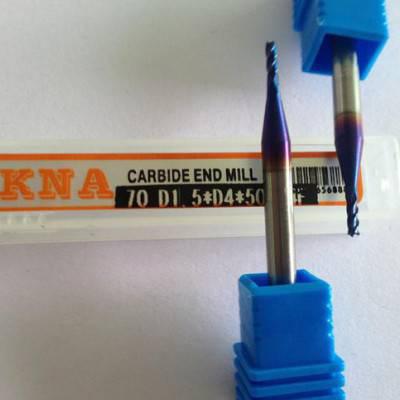 KNA CARBIDE END MILL
70 D1.5*D4*50